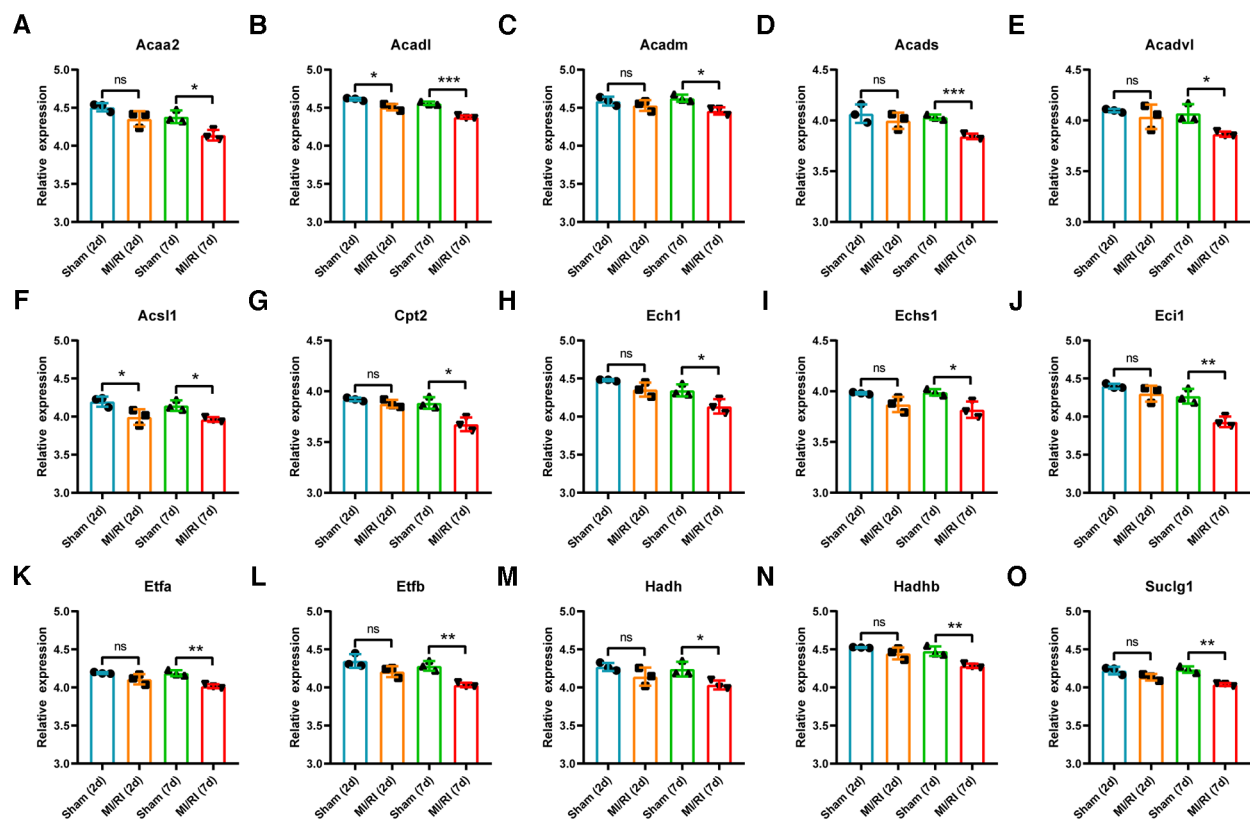 A
Acaa2
Relative expression
5.0
4.5
4.0
3.5
3.0
ns
*
Sham (2d)
MI/RI (2d)
Sham (7d)
MI/RI (7d)
B
Acadl
Relative expression
5.0
4.5
4.0
3.5
3.0
*
***
Sham (2d)
MI/RI (2d)
Sham (7d)
MI/RI (7d)
C
Acadm
Relative expression
5.0
4.5
4.0
3.5
3.0
ns
*
Sham (2d)
MI/RI (2d)
Sham (7d)
MI/RI (7d)
D
Acads
Relative expression
4.5
4.0
3.5
3.0
ns
***
Sham (2d)
MI/RI (2d)
Sham (7d)
MI/RI (7d)
E
Acadvl
Relative expression
4.5
4.0
3.5
3.0
ns
*
Sham (2d)
MI/RI (2d)
Sham (7d)
MI/RI (7d)
F
Acsl1
Relative expression
5.0
4.5
4.0
3.5
3.0
*
*
Sham (2d)
MI/RI (2d)
Sham (7d)
MI/RI (7d)
G
Cpt2
Relative expression
4.5
4.0
3.5
3.0
ns
*
Sham (2d)
MI/RI (2d)
Sham (7d)
MI/RI (7d)
H
Ech1
Relative expression
5.0
4.5
4.0
3.5
3.0
ns
*
Sham (2d)
MI/RI (2d)
Sham (7d)
MI/RI (7d)
I
Echs1
Relative expression
4.5
4.0
3.5
3.0
ns
*
Sham (2d)
MI/RI (2d)
Sham (7d)
MI/RI (7d)
J
Eci1
Relative expression
5.0
4.5
4.0
3.5
3.0
ns
**
Sham (2d)
MI/RI (2d)
Sham (7d)
MI/RI (7d)
K
Etfa
Relative expression
5.0
4.5
4.0
3.5
3.0
ns
**
Sham (2d)
MI/RI (2d)
Sham (7d)
MI/RI (7d)
L
Etfb
Relative expression
5.0
4.5
4.0
3.5
3.0
ns
**
Sham (2d)
MI/RI (2d)
Sham (7d)
MI/RI (7d)
M
Hadh
Relative expression
5.0
4.5
4.0
3.5
3.0
ns
*
Sham (2d)
MI/RI (2d)
Sham (7d)
MI/RI (7d)
N
Hadhb
Relative expression
5.0
4.5
4.0
3.5
3.0
ns
**
Sham (2d)
MI/RI (2d)
Sham (7d)
MI/RI (7d)
O
Suclg1
Relative expression
5.0
4.5
4.0
3.5
3.0
ns
**
Sham (2d)
MI/RI (2d)
Sham (7d)
MI/RI (7d)